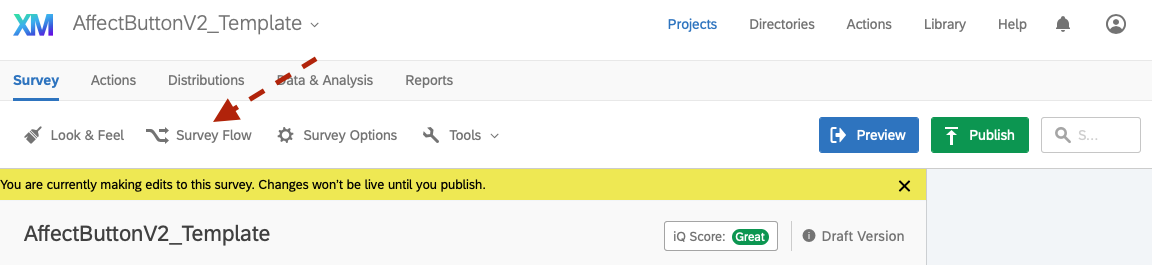 XM AffectButtonV2_Template Projects Directories Actions Library Help
Survey Actions Distributions Data & Analysis Reports
Look & Feel Survey Flow Survey Options Tools Preview Publish S...
You are currently making edits to this survey. Changes won't be live until you publish.
AffectButtonV2_Template iQ Score: Great Draft Version